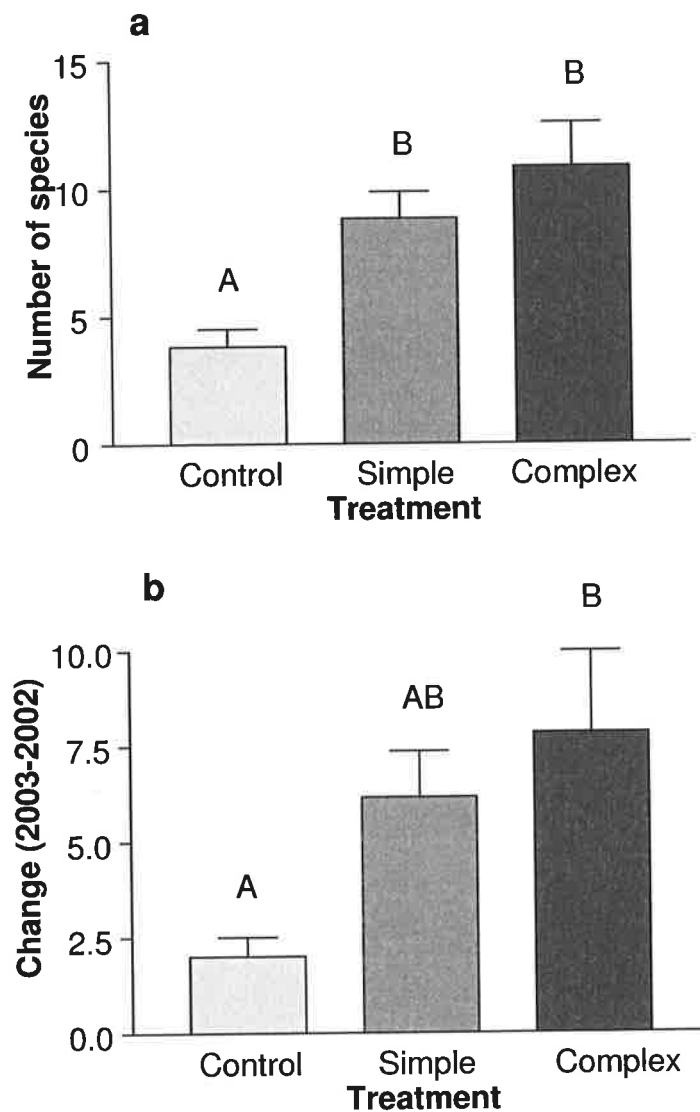 a
15
10
5
0
Number of species
A
B
B
Control Simple Complex
Treatment
b
10.0
7.5
5.0
2.5
0.0
Change (2003-2002)
A
AB
B
Control Simple Complex
Treatment